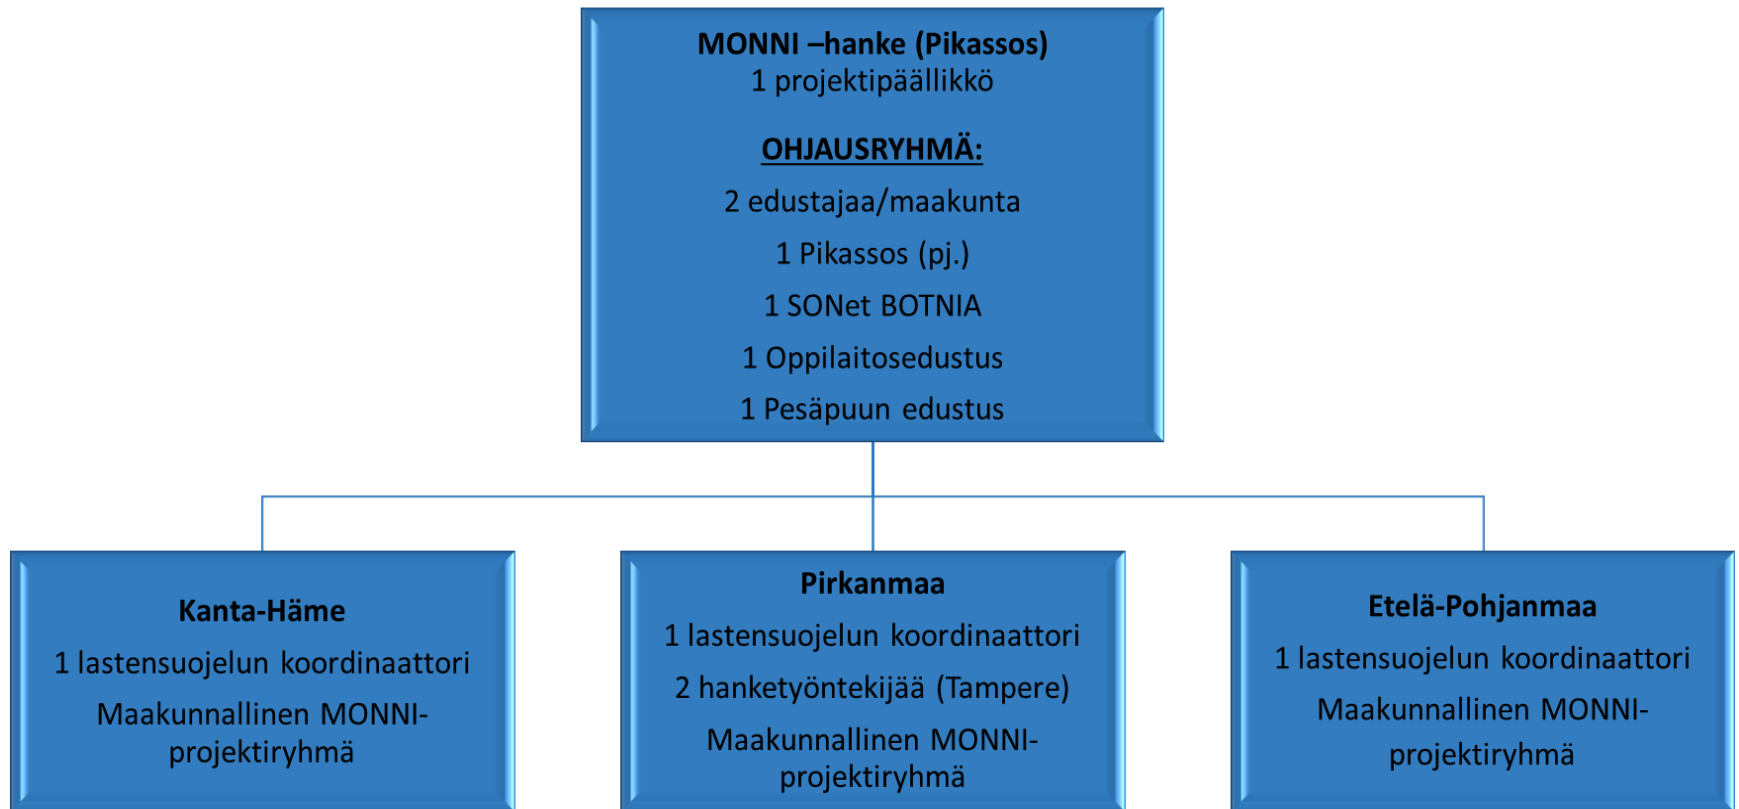 MONNI –hanke (Pikassos)
1 projektipäällikkö
OHJAUSRYHMÄ:
2 edustajaa/maakunta
1 Pikassos (pj.)
1 SONet BOTNIA
1 Oppilaitosedustus
1 Pesäpuun edustus
Kanta-Häme
1 lastensuojelun koordinaattori
Maakunnallinen MONNI-
projektiryhmä
Pirkanmaa
1 lastensuojelun koordinaattori
2 hanketyöntekijää (Tampere)
Maakunnallinen MONNI-
projektiryhmä
Etelä-Pohjanmaa
1 lastensuojelun koordinaattori
Maakunnallinen MONNI-
projektiryhmä